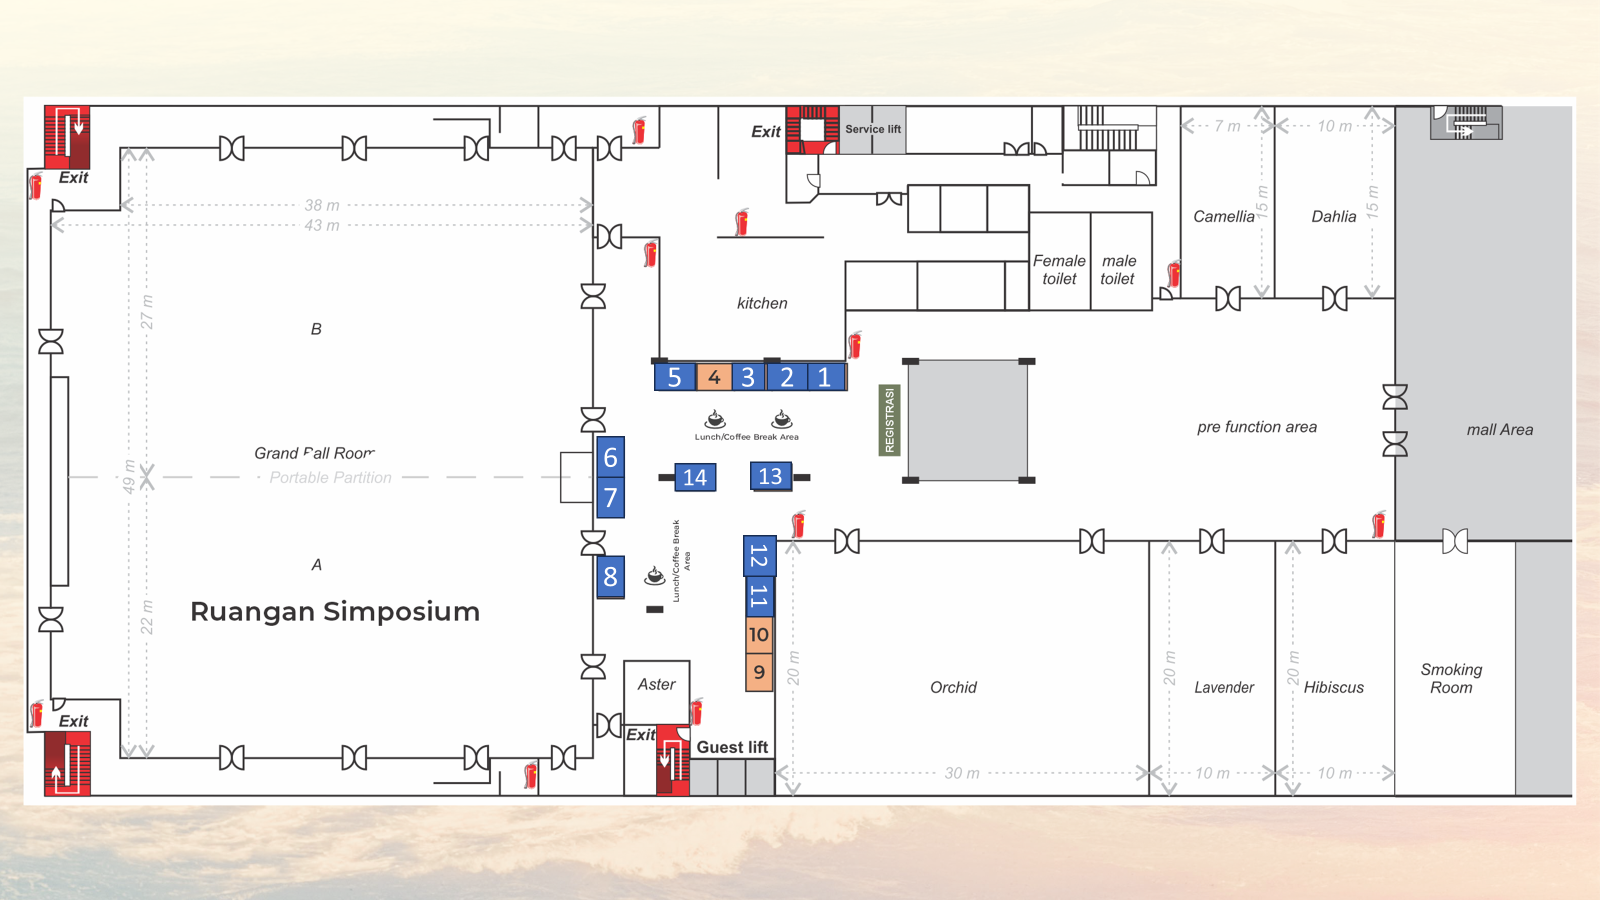 Exit
Service lift
Exit
7 m
10 m
Exit
38 m
43 m
15 m
15 m
Camellia
Dahlia
Female
toilet
male
toilet
27 m
B
kitchen
5
4
3
2
1
REGISTRASI
Lunch/Coffee Break Area
pre function area
mall Area
Grand Ball Room
Portable Partition
49 m
6
7
14
13
Lunch/Coffee Break
Area
8
12
11
10
9
A
22 m
Ruangan Simposium
20 m
20 m
20 m
Aster
Orchid
Lavender
Hibiscus
Smoking
Room
Exit
Exit
Guest lift
30 m
10 m
10 m